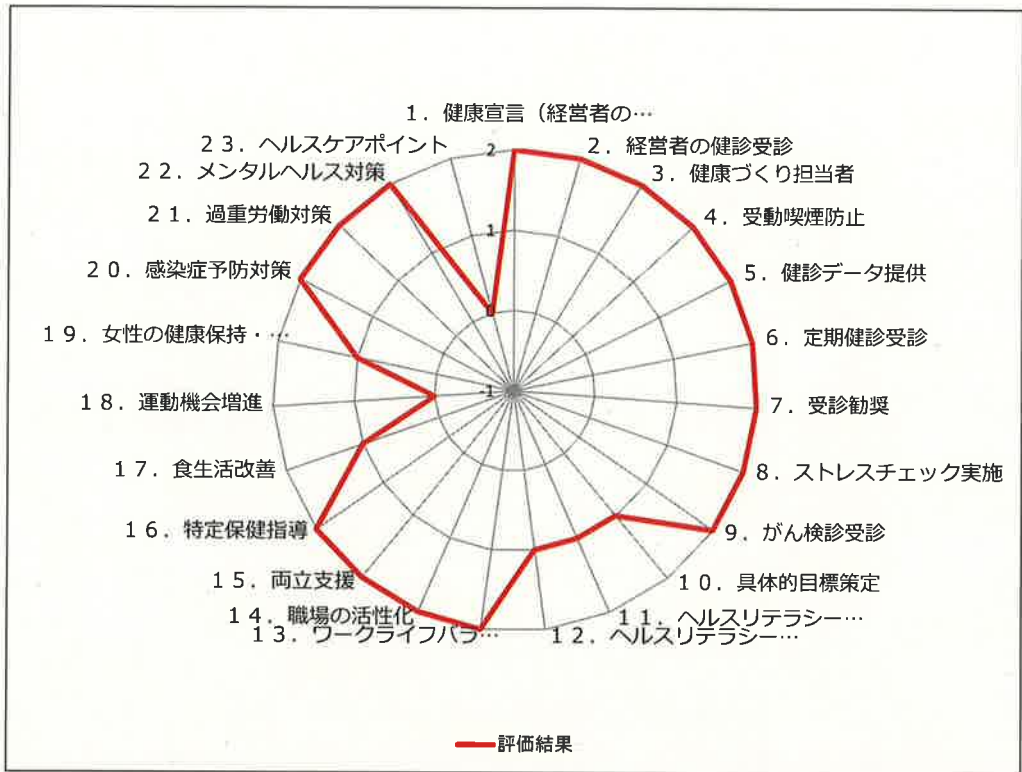 1．健康宣言（経営者の…
2．経営者の健診受診
3．健康づくり担当者
4．受動喫煙防止
5．健診データ提供
6．定期健診受診
7．受診勧奨
8．ストレスチェック実施
9．がん検診受診
10．具体的目標策定
11．ヘルスリテラシー…
12．ヘルスリテラシー…
13．ワークライフバラ…
14．職場の活性化
15．両立支援
16．特定保健指導
17．食生活改善
18．運動機会増進
19．女性の健康保持・…
20．感染症予防対策
21．過重労働対策
22．メンタルヘルス対策
23．ヘルスケアポイント
2
1
0
-1
評価結果